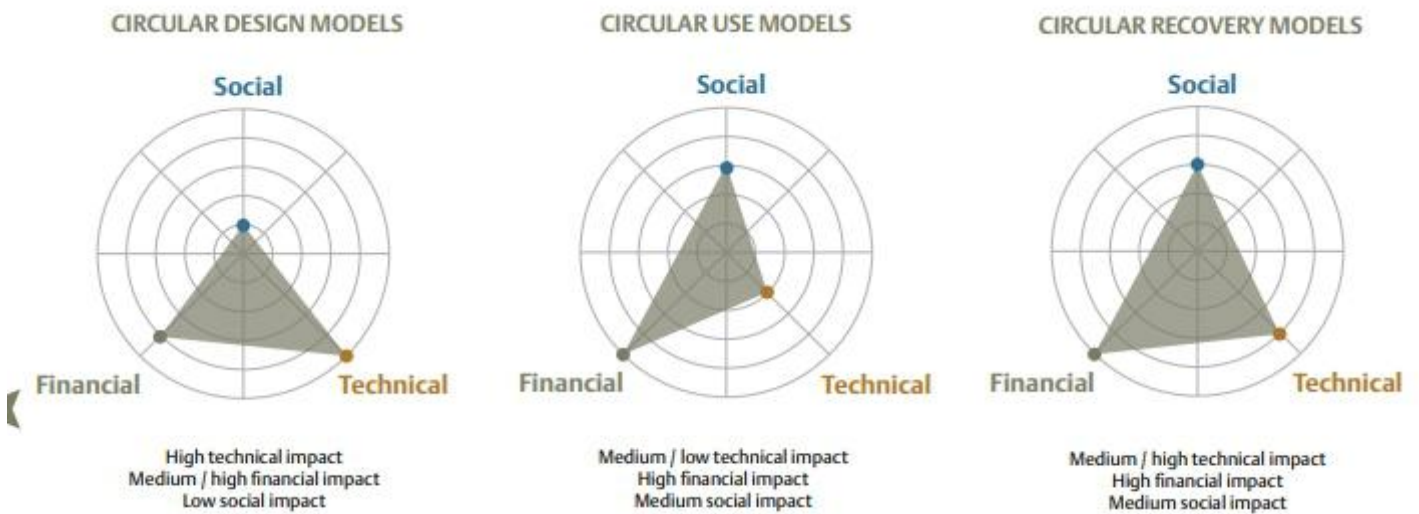 CIRCULAR DESIGN MODELS
Social
Financial
Technical
High technical impact
Medium / high financial impact
Low social impact
CIRCULAR USE MODELS
Social
Financial
Technical
Medium / low technical impact
High financial impact
Medium social impact
CIRCULAR RECOVERY MODELS
Social
Financial
Technical
Medium / high technical impact
High financial impact
Medium social impact